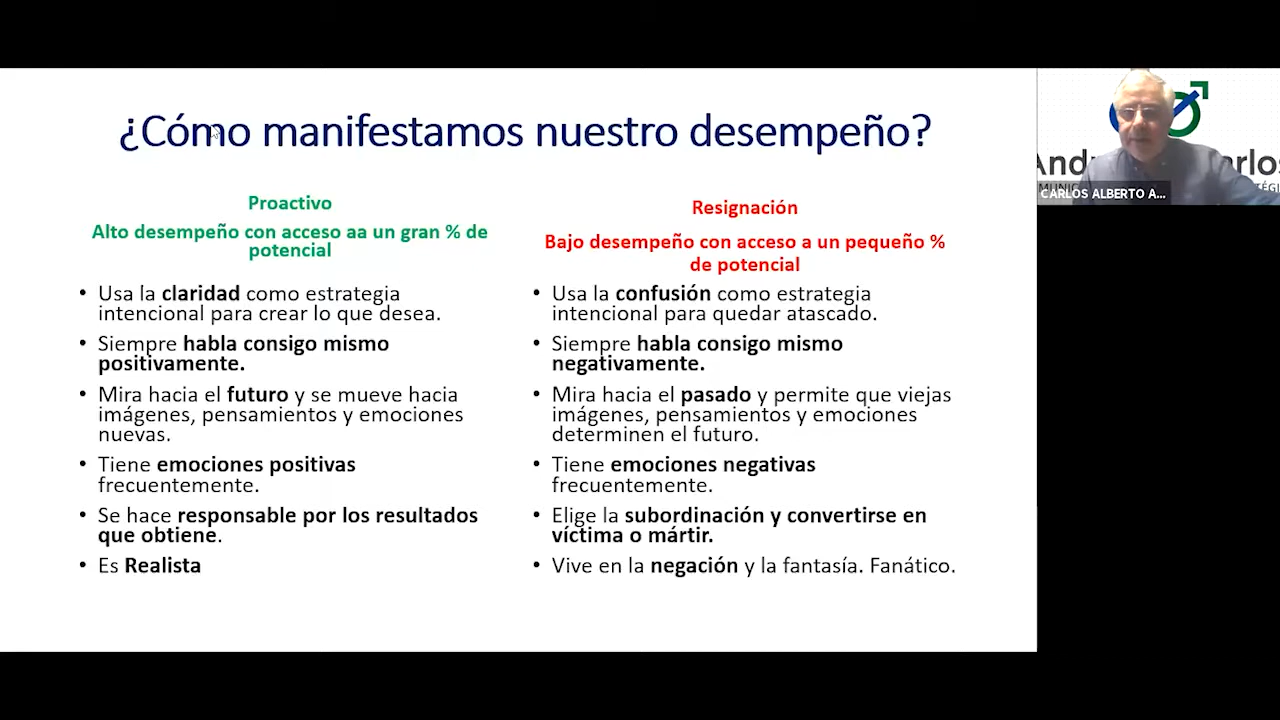 ¿Cómo manifestamos nuestro desempeño?
Proactivo
Alto desempeño con acceso aa un gran % de
potencial
• Usa la claridad como estrategia
intencional para crear lo que desea.
• Siempre habla consigo mismo
positivamente.
• Mira hacia el futuro y se mueve hacia
imágenes, pensamientos y emociones
nuevas.
• Tiene emociones positivas
frecuentemente.
• Se hace responsable por los resultados
que obtiene.
• Es Realista
Resignación
Bajo desempeño con acceso a un pequeño %
de potencial
• Usa la confusión como estrategia
intencional para quedar atascado.
• Siempre habla consigo mismo
negativamente.
• Mira hacia el pasado y permite que viejas
imágenes, pensamientos y emociones
determinen el futuro.
• Tiene emociones negativas
frecuentemente.
• Elige la subordinación y convertirse en
víctima o mártir.
• Vive en la negación y la fantasía. Fanático.
CARLOS ALBERTO A...